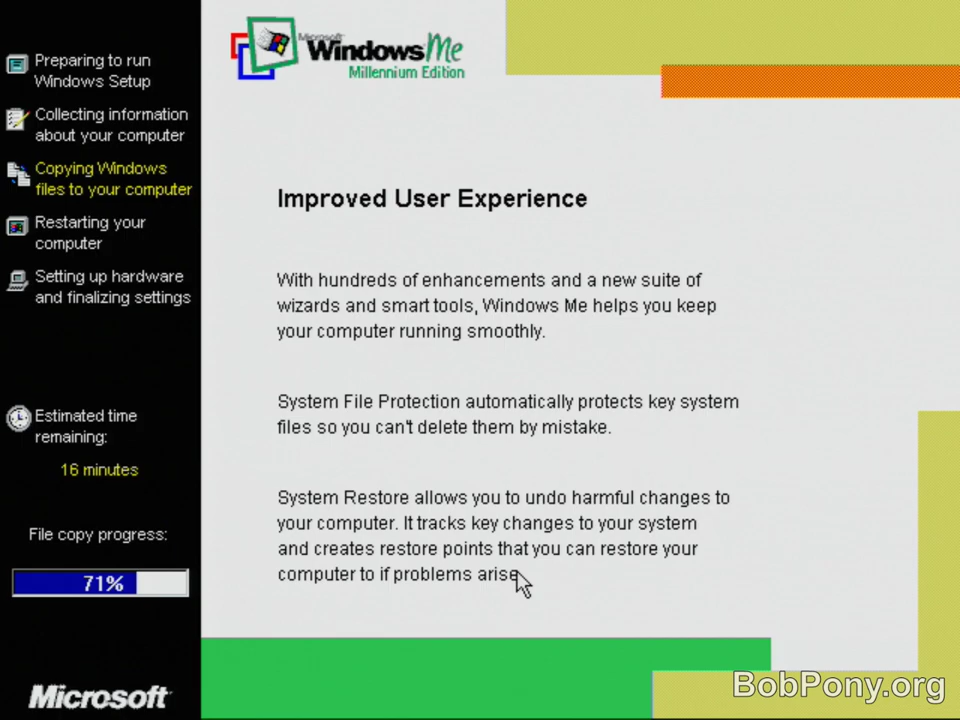 Preparing to run
Windows Setup
Collecting information
about your computer
Copying Windows
files to your computer
Restarting your
computer
Setting up hardware
and finalizing settings
Estimated time
remaining:
16 minutes
File copy progress:
71%
Microsoft
Microsoft
Windows Me
Millennium Edition
Improved User Experience
With hundreds of enhancements and a new suite of
wizards and smart tools, Windows Me helps you keep
your computer running smoothly.
System File Protection automatically protects key system
files so you can't delete them by mistake.
System Restore allows you to undo harmful changes to
your computer. It tracks key changes to your system
and creates restore points that you can restore your
computer to if problems arise
BobPony.org